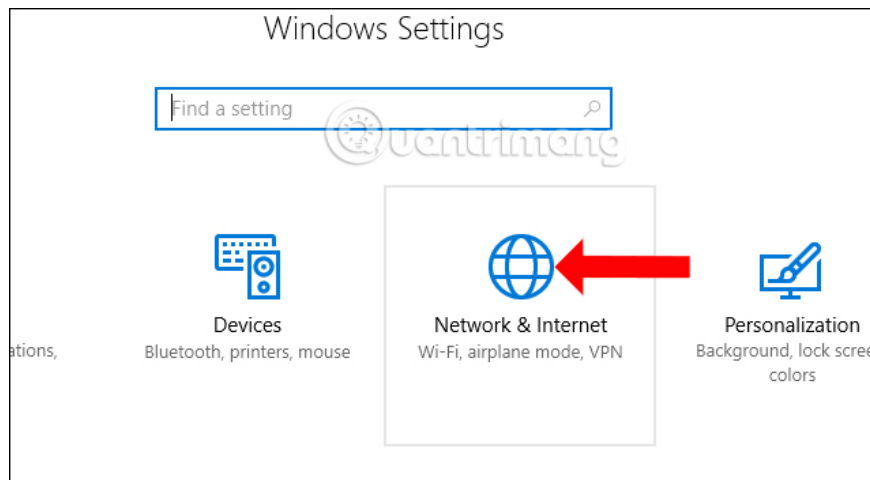 Windows Settings
Find a setting
Quantrimang
Devices
Network & Internet
Personalization
ations,
Bluetooth, printers, mouse
Wi-Fi, airplane mode, VPN
Background, lock scree
colors